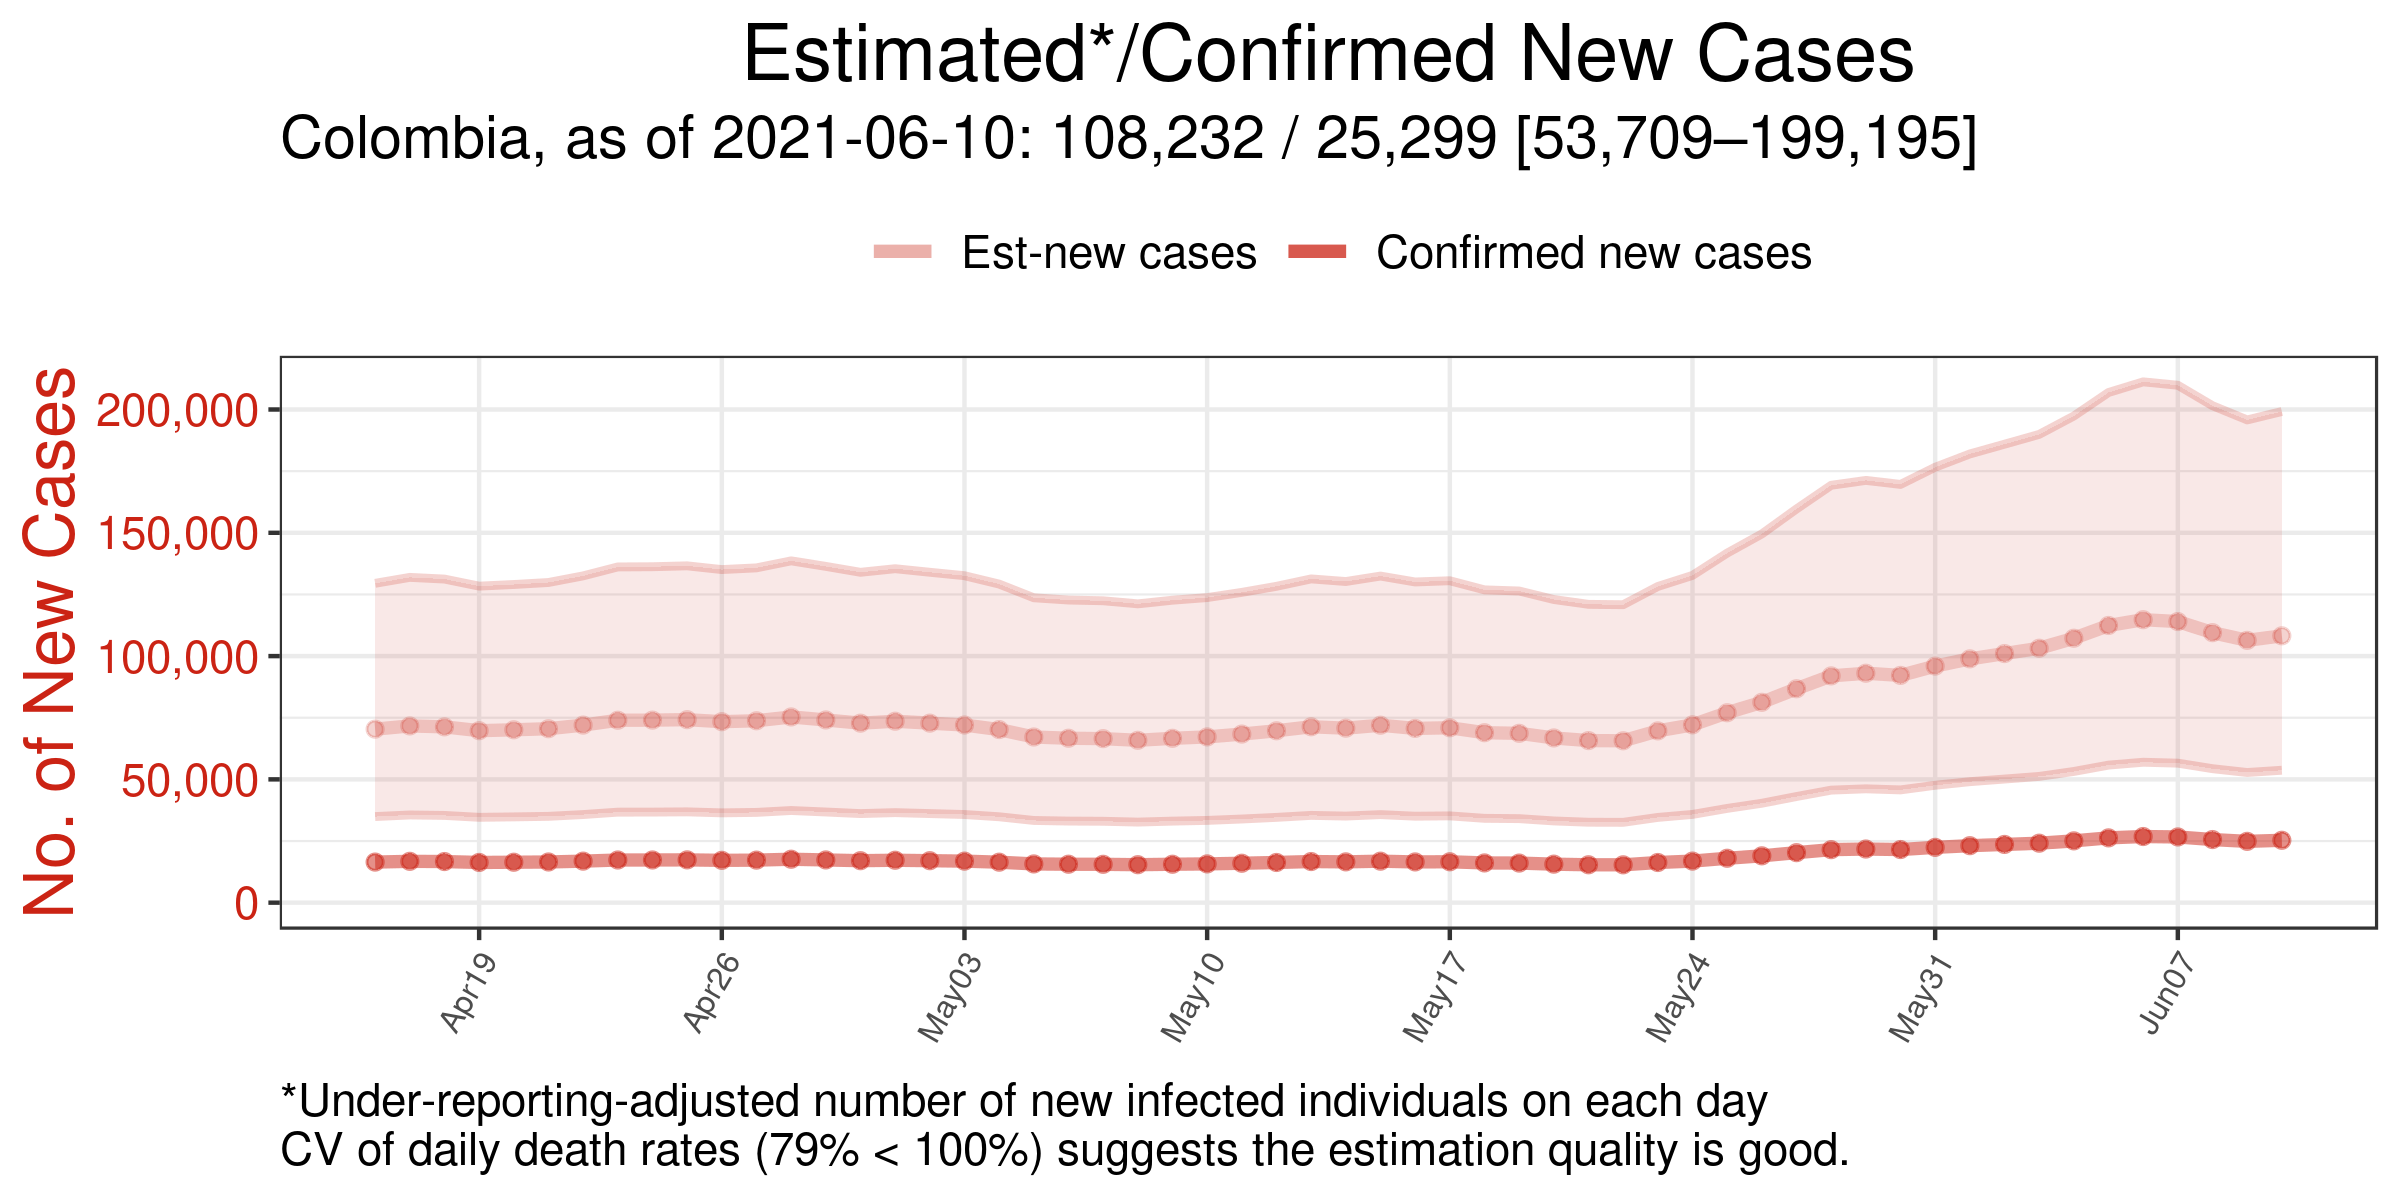 Estimated*/Confirmed New Cases
Colombia, as of 2021-06-10: 108,232 / 25,299 [53,709–199,195]
Est-new cases Confirmed new cases
No. of New Cases
200,000
150,000
100,000
50,000
0
Apr19 Apr26 May03 May10 May17 May24 May31 Jun07
*Under-reporting-adjusted number of new infected individuals on each day
CV of daily death rates (79% < 100%) suggests the estimation quality is good.